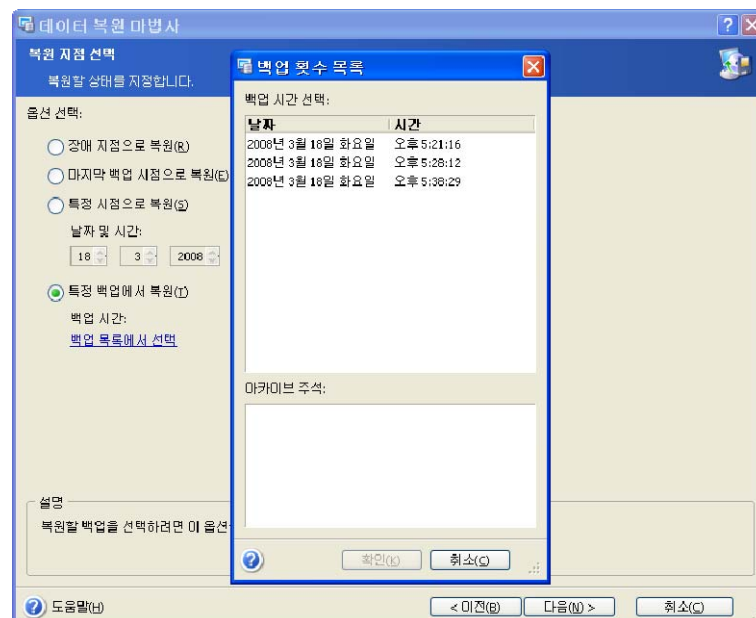 데이터 복원 마법사
복원 지점 선택
복원할 상태를 지정합니다.
옵션 선택:
장애 지점으로 복원(R)
마지막 백업 시점으로 복원(E)
특정 시점으로 복원(S)
날짜 및 시간:
18 3 2008
특정 백업에서 복원(T)
백업 시간:
백업 목록에서 선택
설명
복원할 백업을 선택하려면 이 옵션
도움말(H)
< 이전(B) 다음(N) > 취소(C)
백업 횟수 목록
백업 시간 선택:
날짜 시간
2008년 3월 18일 화요일 오후 5:21:16
2008년 3월 18일 화요일 오후 5:28:12
2008년 3월 18일 화요일 오후 5:38:29
아카이브 주석:
확인(K) 취소(C)